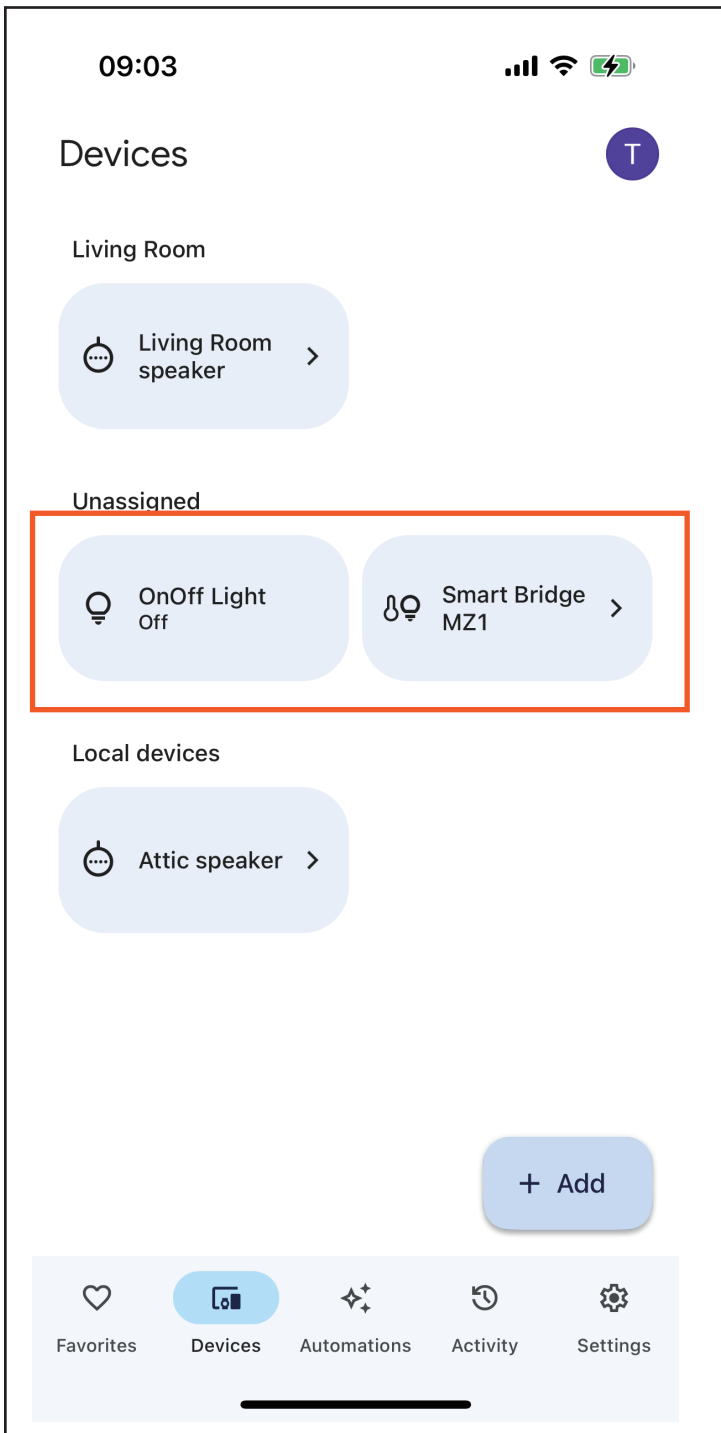 09:03
Devices
T
Living Room
Living Room
speaker
Unassigned
OnOff Light
Off
Smart Bridge
MZ1
Local devices
Attic speaker
+ Add
Favorites
Devices
Automations
Activity
Settings